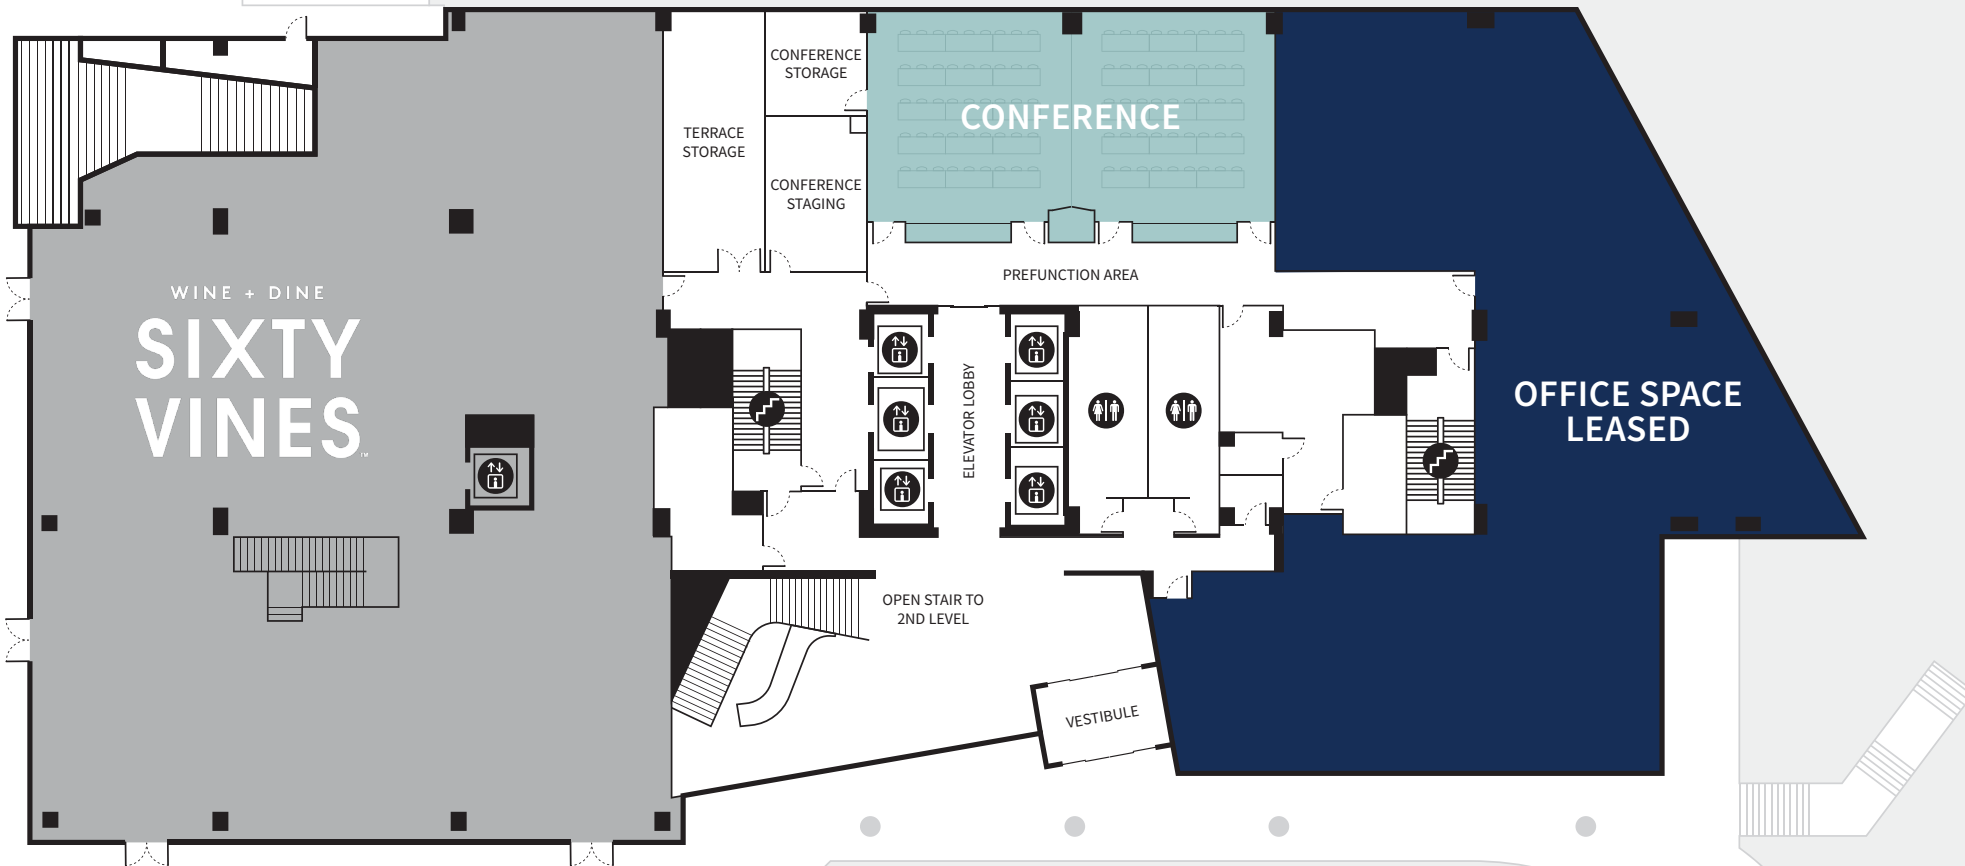 CONFERENCE
STORAGE
CONFERENCE
TERRACE
STORAGE
CONFERENCE
STAGING
PREFUNCTION AREA
WINE + DINE
SIXTY
VINES™
ELEVATOR LOBBY
OFFICE SPACE
LEASED
OPEN STAIR TO
2ND LEVEL
VESTIBULE